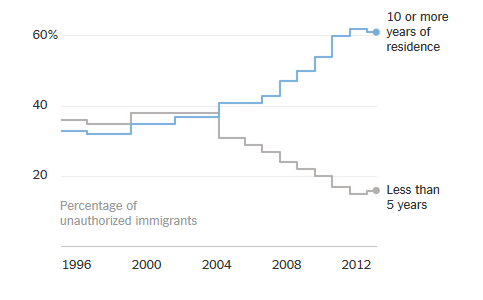 10 or more
years of
residence
60%
40
20
Less than
5 years
Percentage of
unauthorized immigrants
1996 2000 2004 2008 2012